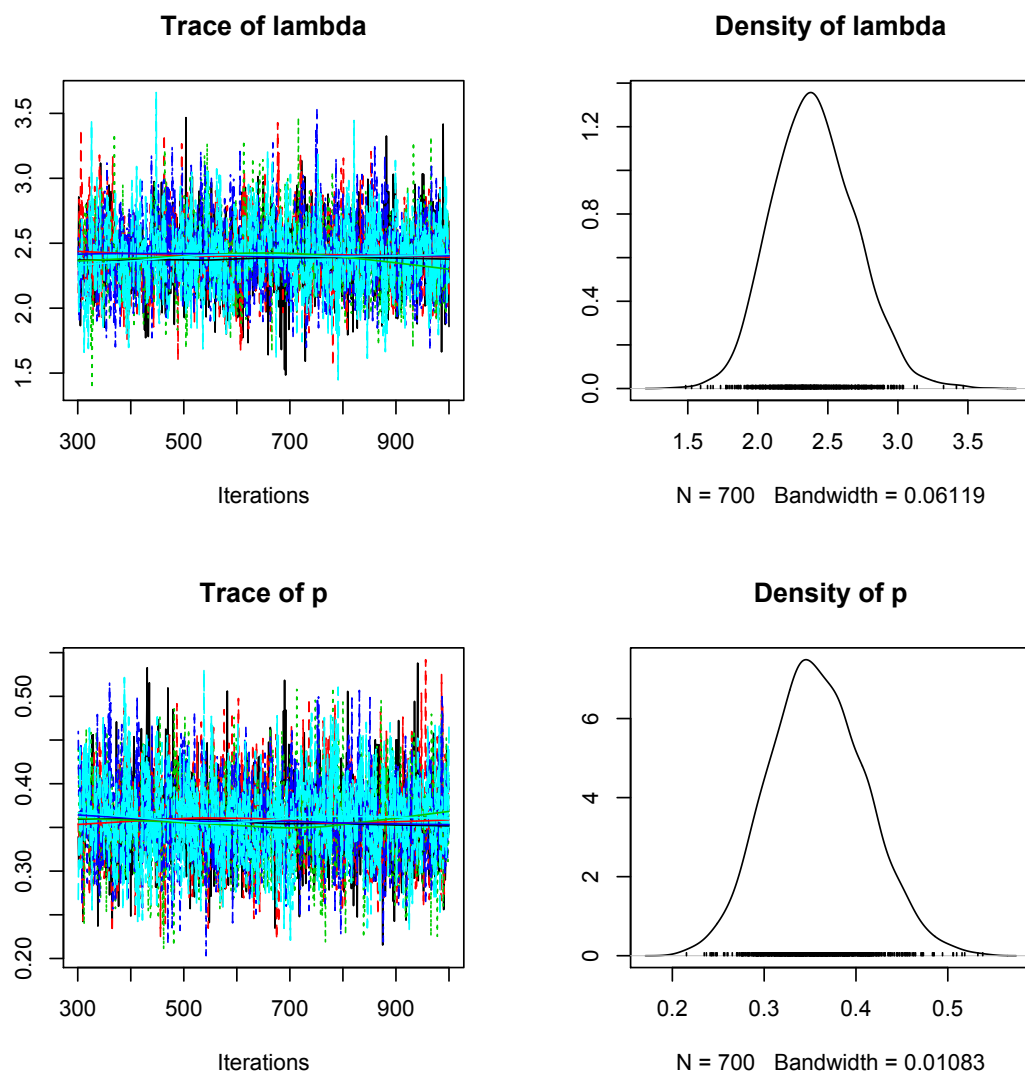 Trace of lambda
3.5
3.0
2.5
2.0
1.5
300 500 700 900
Iterations
Density of lambda
1.2
0.8
0.4
0.0
1.5 2.0 2.5 3.0 3.5
N = 700 Bandwidth = 0.06119
Trace of p
0.50
0.40
0.30
0.20
300 500 700 900
Iterations
Density of p
6
4
2
0
0.2 0.3 0.4 0.5
N = 700 Bandwidth = 0.01083